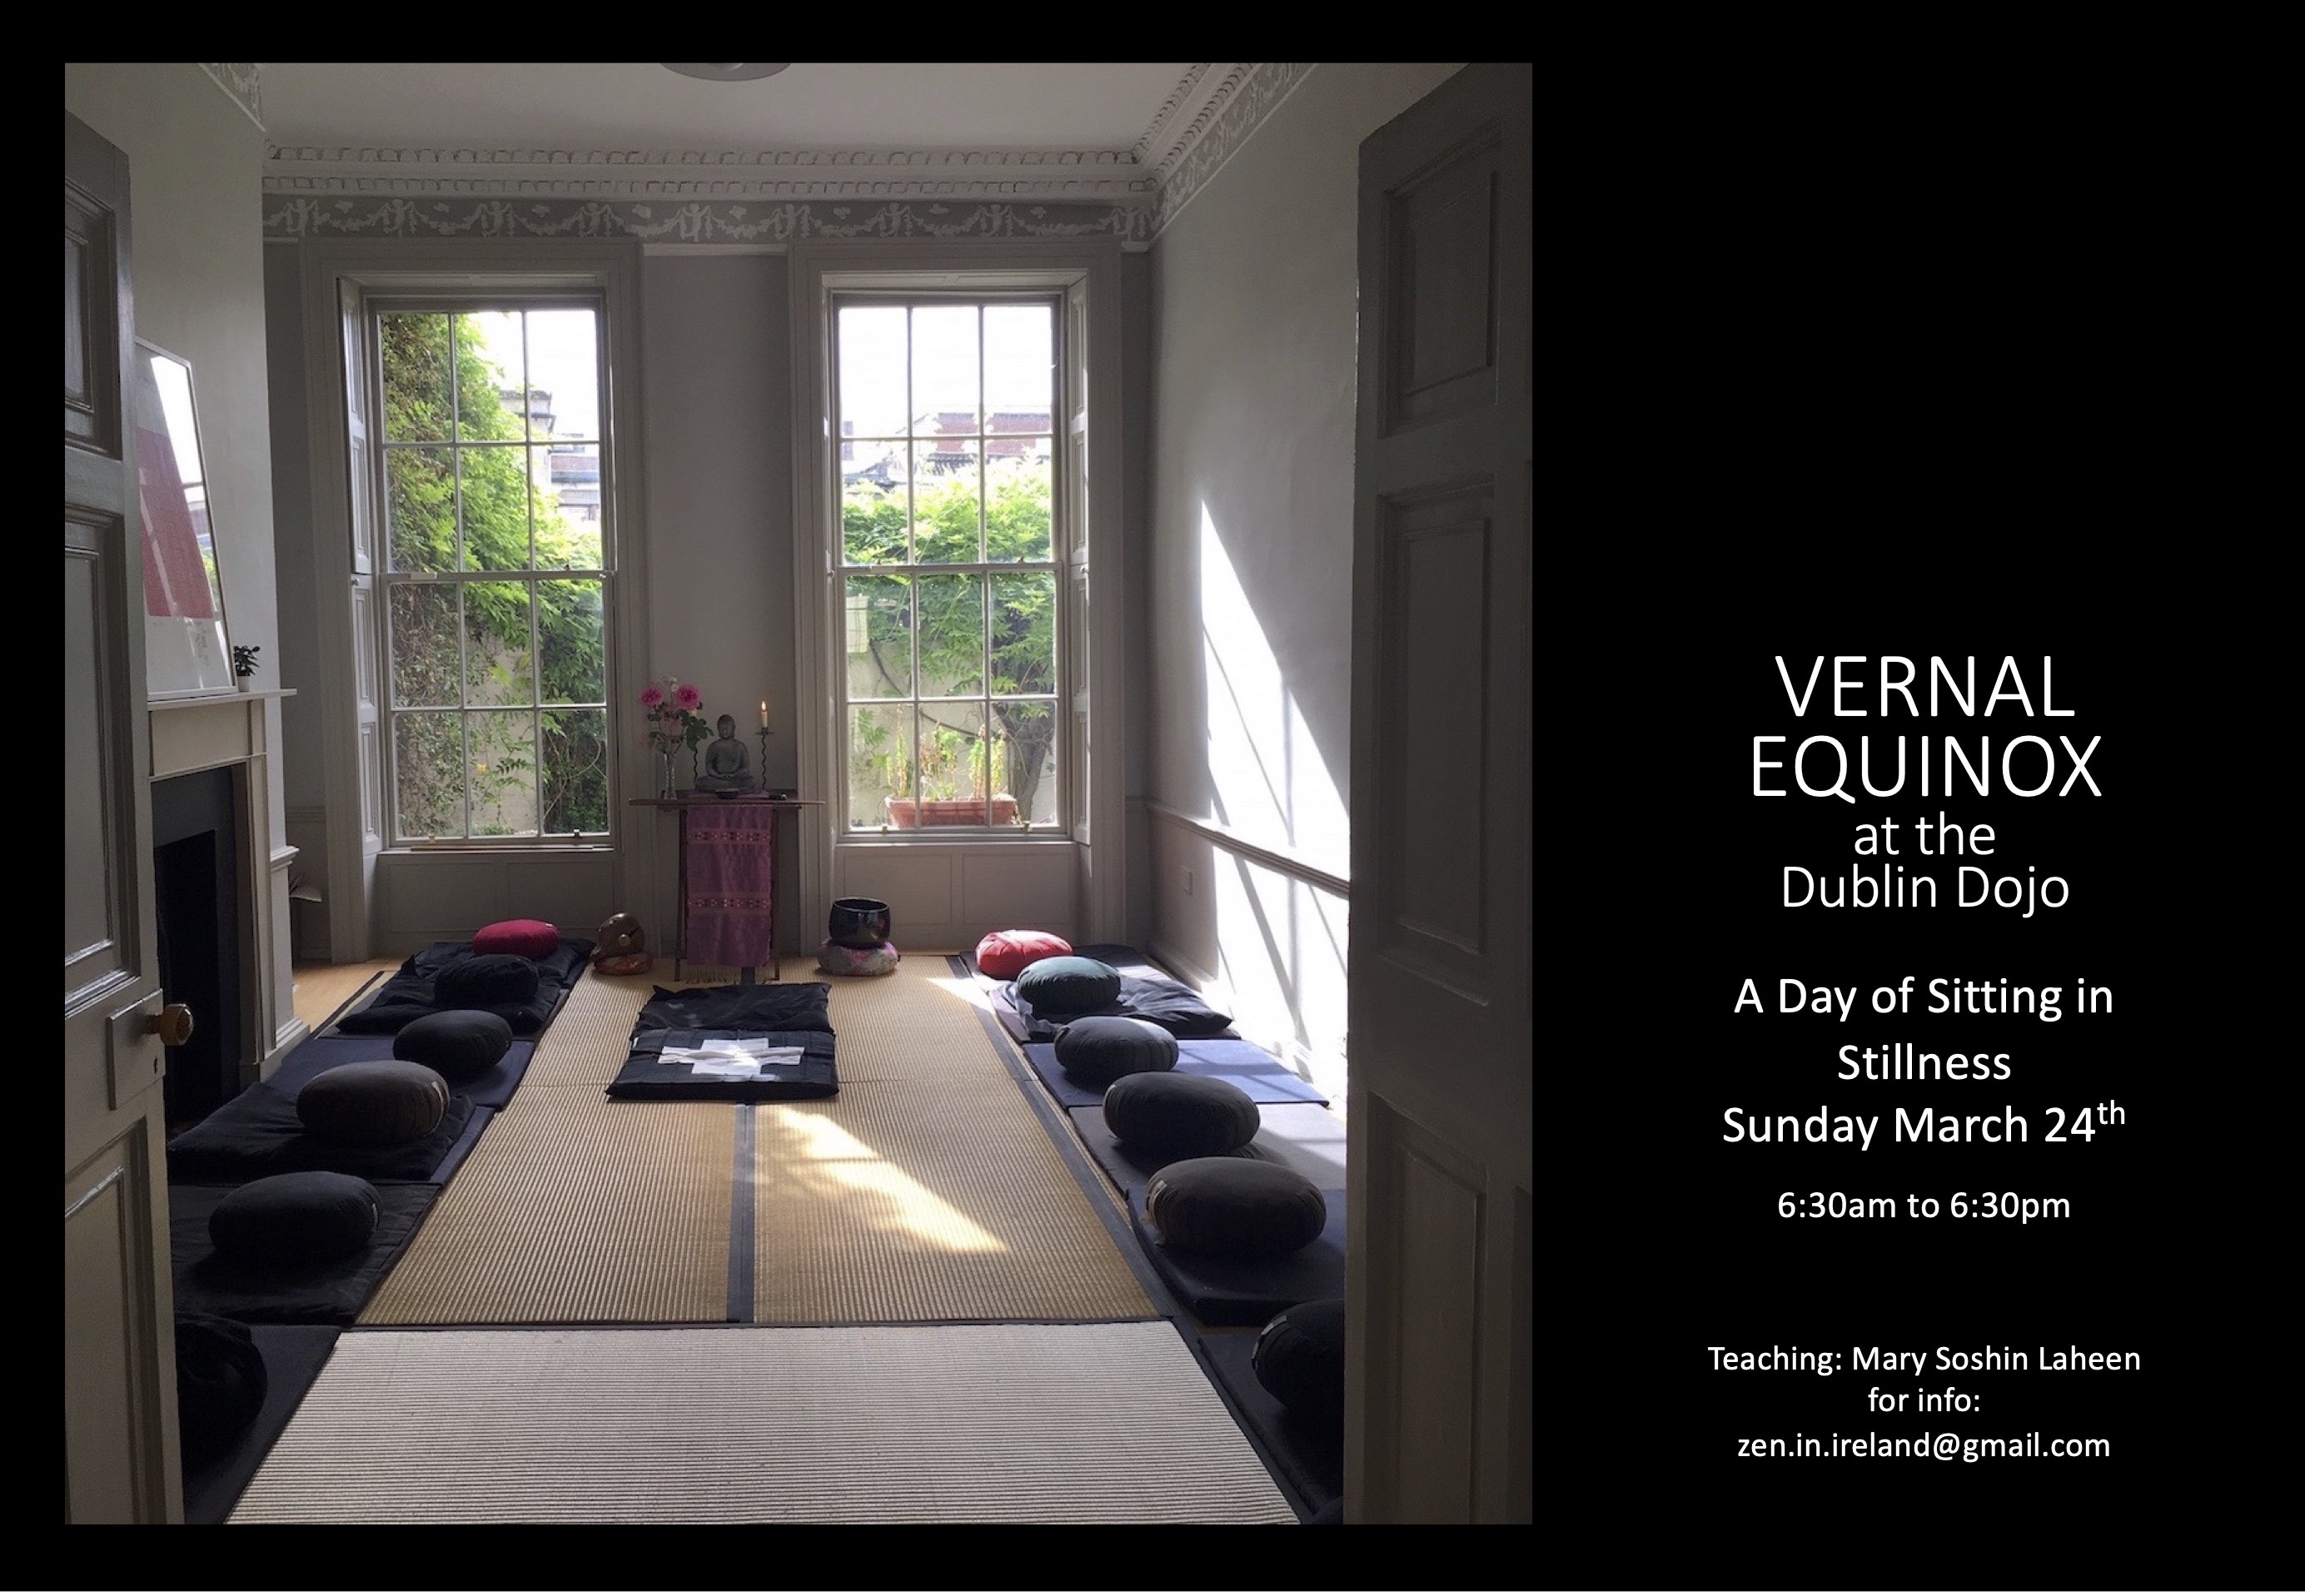 VERNAL
EQUINOX
at the
Dublin Dojo
A Day of Sitting in
Stillness
Sunday March 24th
6:30am to 6:30pm
Teaching: Mary Soshin Laheen
for info:
zen.in.ireland@gmail.com